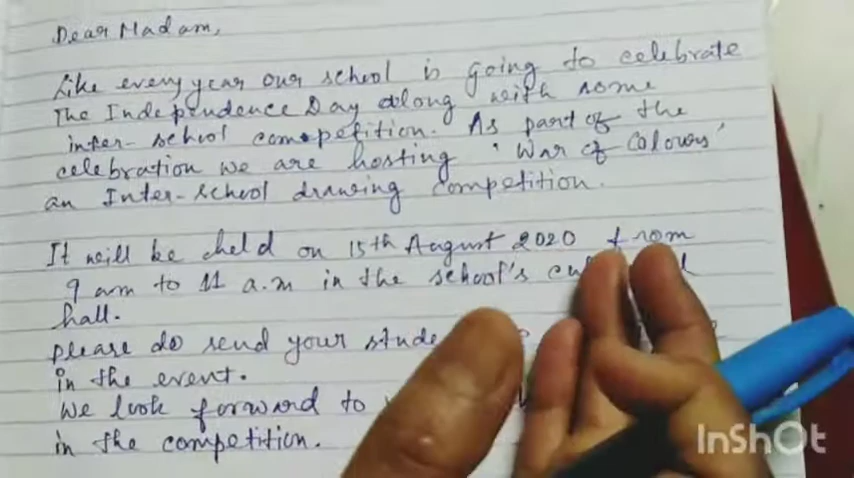 Dear Madam,
Like every year our school is going to celebrate
The Independence Day along with some
inter-school competition. As part of the
celebration we are hosting 'War of Colours'
an Inter-school drawing competition.
It will be held on 15th August 2020 from
9 am to 11 a.m in the school's
hall.
please do send your
in the event.
We look forward to
in the competition.
InShOt